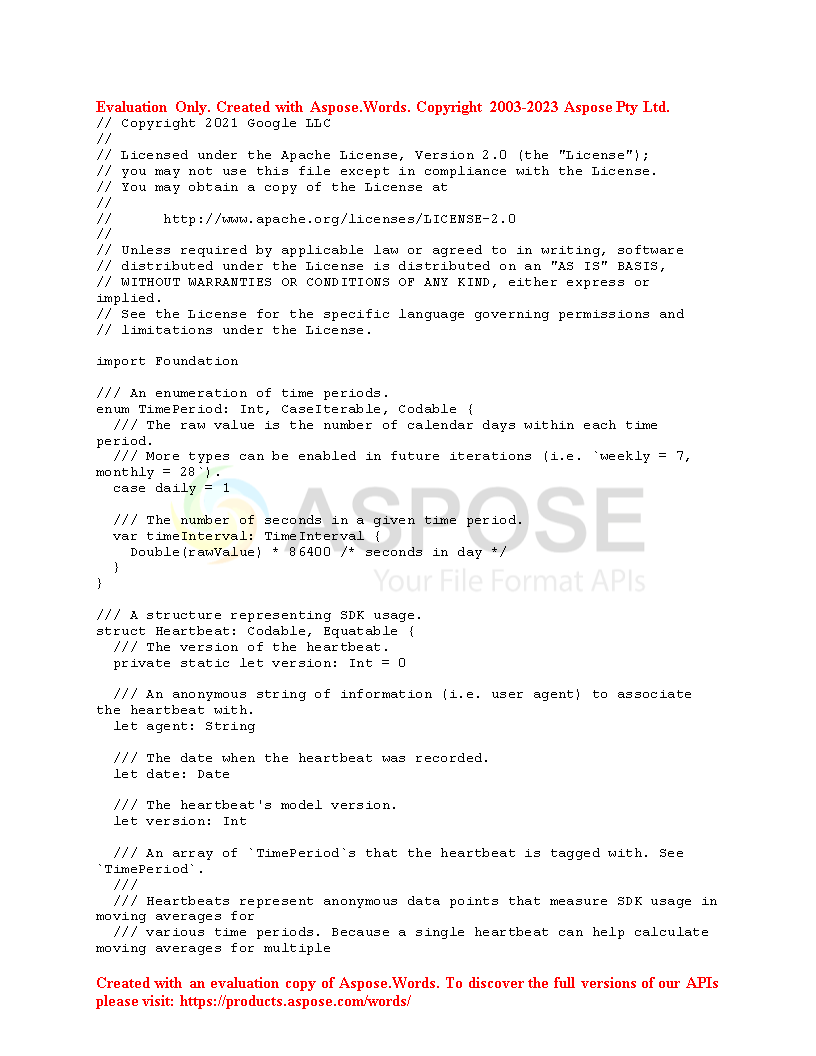 Evaluation Only. Created with Aspose.Words. Copyright 2003-2023 Aspose Pty Ltd.
// Copyright 2021 Google LLC
//
// Licensed under the Apache License, Version 2.0 (the "License");
// you may not use this file except in compliance with the License.
// You may obtain a copy of the License at
//
//      http://www.apache.org/licenses/LICENSE-2.0
//
// Unless required by applicable law or agreed to in writing, software
// distributed under the License is distributed on an "AS IS" BASIS,
// WITHOUT WARRANTIES OR CONDITIONS OF ANY KIND, either express or
implied.
// See the License for the specific language governing permissions and
// limitations under the License.

import Foundation

/// An enumeration of time periods.
enum TimePeriod: Int, CaseIterable, Codable {
  /// The raw value is the number of calendar days within each time
period.
  /// More types can be enabled in future iterations (i.e. `weekly = 7,
monthly = 28`).
  case daily = 1

  /// The number of seconds in a given time period.
  var timeInterval: TimeInterval {
    Double(rawValue) * 86400 /* seconds in day */
  }
}
ASPOSE
Your File Format APIs

/// A structure representing SDK usage.
struct Heartbeat: Codable, Equatable {
  /// The version of the heartbeat.
  private static let version: Int = 0

  /// An anonymous string of information (i.e. user agent) to associate
the heartbeat with.
  let agent: String

  /// The date when the heartbeat was recorded.
  let date: Date

  /// The heartbeat's model version.
  let version: Int

  /// An array of `TimePeriod`s that the heartbeat is tagged with. See
`TimePeriod`.
  ///
  /// Heartbeats represent anonymous data points that measure SDK usage in
moving averages for
  /// various time periods. Because a single heartbeat can help calculate
moving averages for multiple

Created with an evaluation copy of Aspose.Words. To discover the full versions of our APIs
please visit: https://products.aspose.com/words/